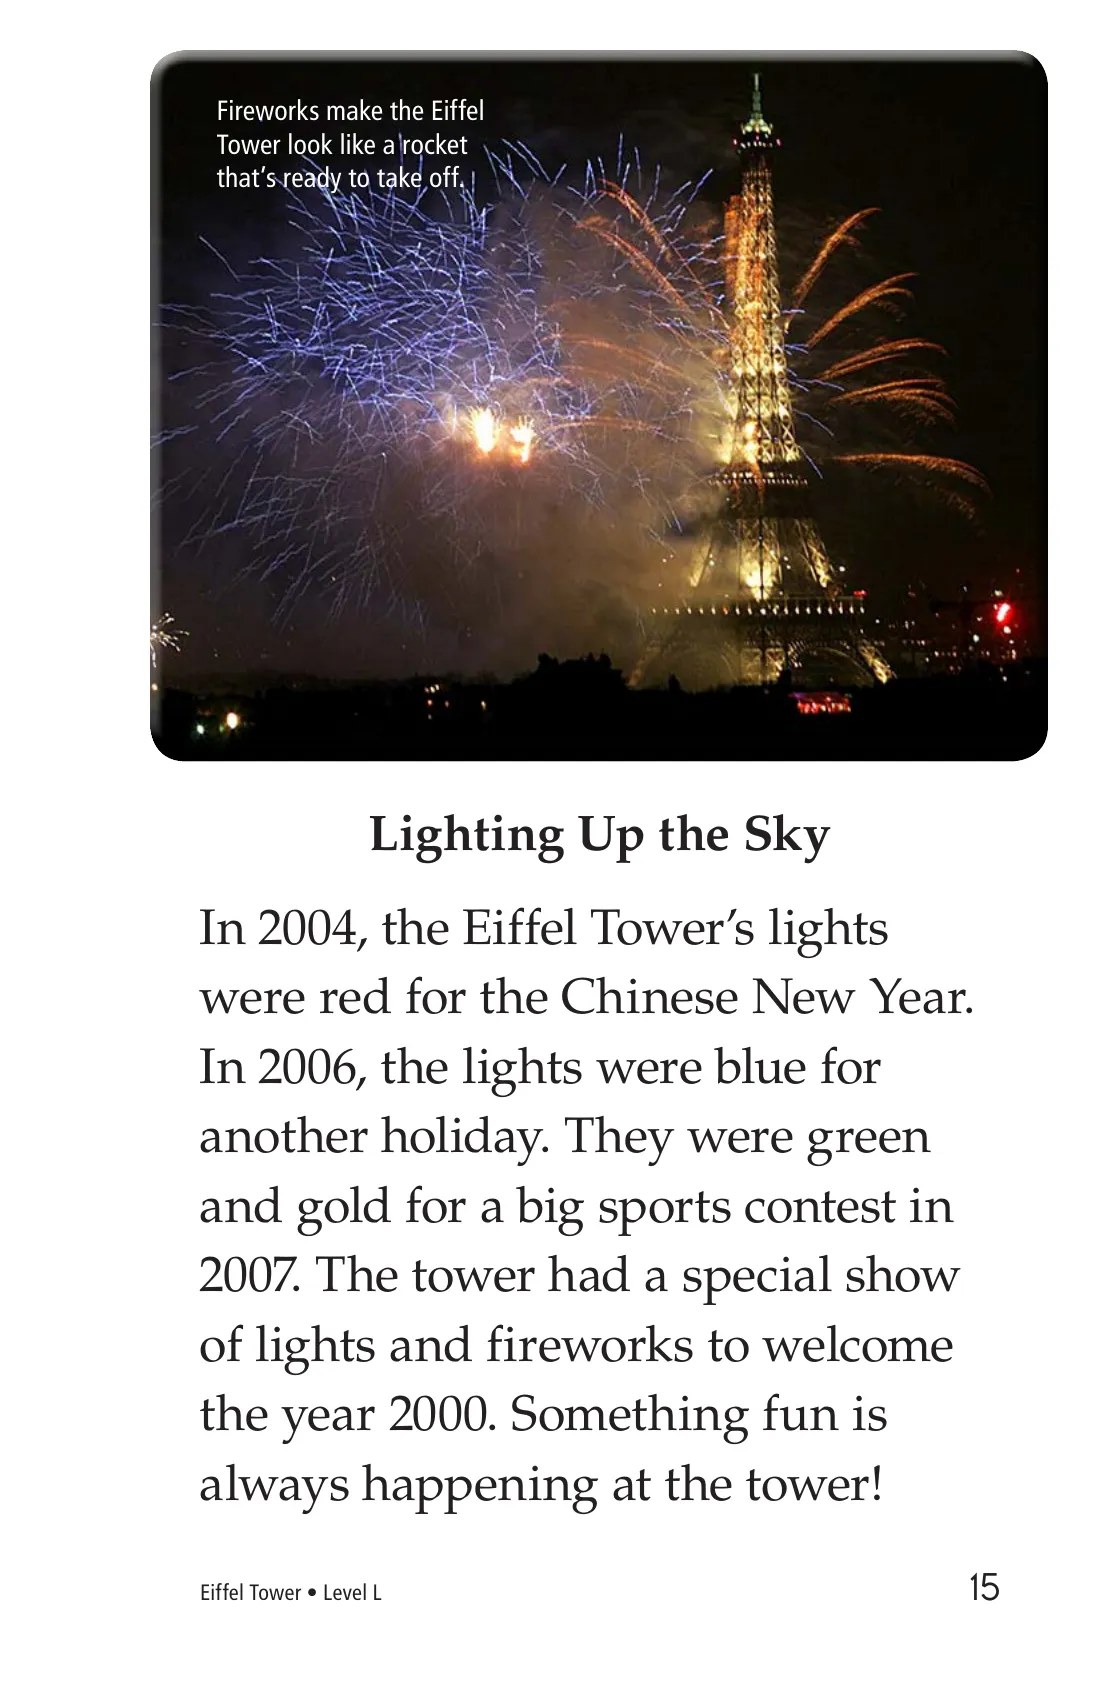 Fireworks make the Eiffel
Tower look like a rocket
that’s ready to take off.
Lighting Up the Sky
In 2004, the Eiffel Tower’s lights
were red for the Chinese New Year.
In 2006, the lights were blue for
another holiday. They were green
and gold for a big sports contest in
2007. The tower had a special show
of lights and fireworks to welcome
the year 2000. Something fun is
always happening at the tower!
Eiffel Tower • Level L 15